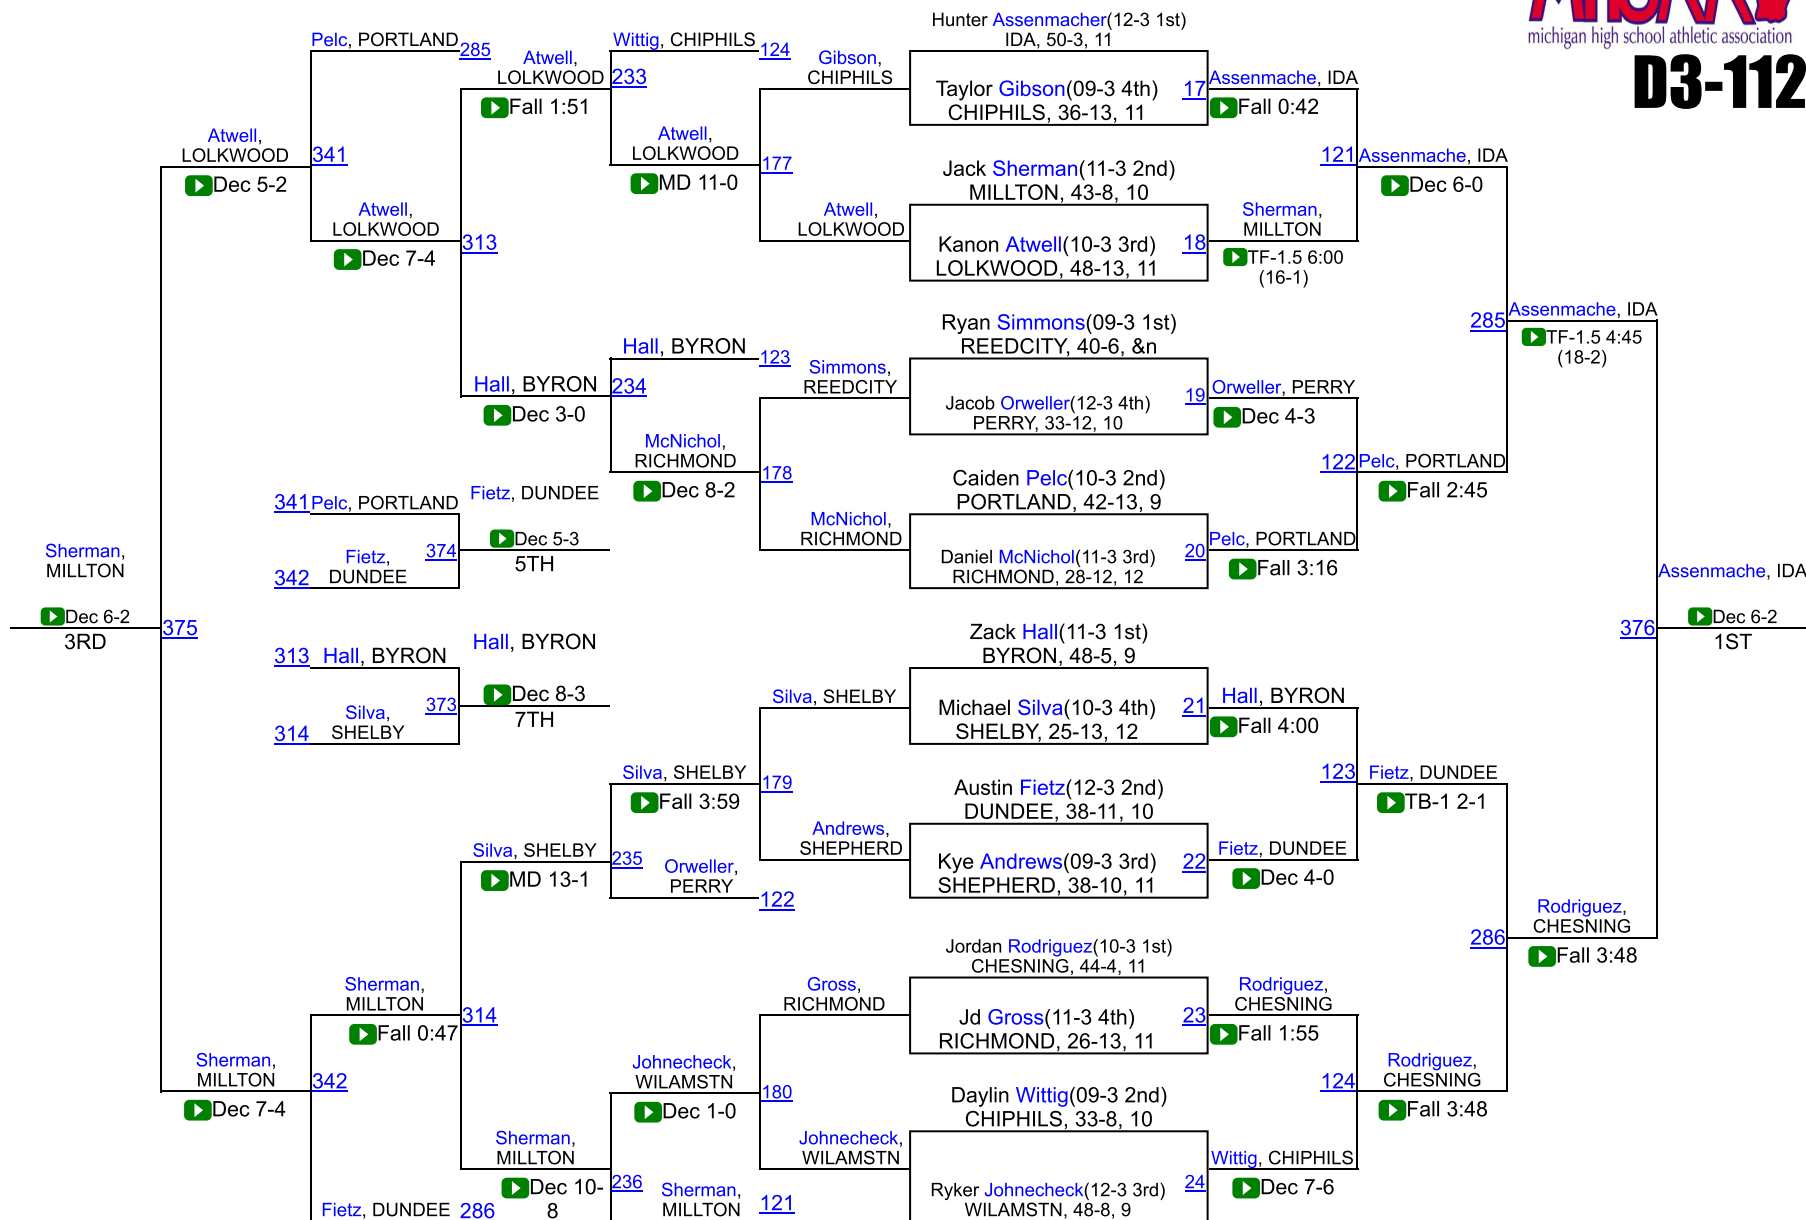 MHSAA
michigan high school athletic association
D3-112
Pelc, PORTLAND
285
Atwell,
LOLKWOOD
Fall 1:51
233
Wittig, CHIPHILS
124
Gibson,
CHIPHILS
Hunter Assenmacher(12-3 1st)
IDA, 50-3, 11
Taylor Gibson(09-3 4th)
CHIPHILS, 36-13, 11
17
Assenmache, IDA
Fall 0:42
Atwell,
LOLKWOOD
Dec 5-2
341
Atwell,
LOLKWOOD
MD 11-0
177
Jack Sherman(11-3 2nd)
MILLTON, 43-8, 10
121
Assenmache, IDA
Dec 6-0
Atwell,
LOLKWOOD
Dec 7-4
313
Atwell,
LOLKWOOD
Kanon Atwell(10-3 3rd)
LOLKWOOD, 48-13, 11
18
Sherman,
MILLTON
TF-1.5 6:00
(16-1)
285
Assenmache, IDA
TF-1.5 4:45
(18-2)
Hall, BYRON
Dec 3-0
234
Hall, BYRON
123
Simmons,
REEDCITY
Ryan Simmons(09-3 1st)
REEDCITY, 40-6, &n
Jacob Orweller(12-3 4th)
PERRY, 33-12, 10
19
Orweller, PERRY
Dec 4-3
McNichol,
RICHMOND
Dec 8-2
178
Caiden Pelc(10-3 2nd)
PORTLAND, 42-13, 9
122
Pelc, PORTLAND
Fall 2:45
341
Pelc, PORTLAND
Fietz, DUNDEE
McNichol,
RICHMOND
Daniel McNichol(11-3 3rd)
RICHMOND, 28-12, 12
20
Pelc, PORTLAND
Fall 3:16
342
Fietz,
DUNDEE
374
Dec 5-3
5TH
Sherman,
MILLTON
Dec 6-2
3RD
375
376
Assenmache, IDA
Dec 6-2
1ST
313
Hall, BYRON
Hall, BYRON
314
Silva,
SHELBY
373
Dec 8-3
7TH
Silva, SHELBY
Zack Hall(11-3 1st)
BYRON, 48-5, 9
Michael Silva(10-3 4th)
SHELBY, 25-13, 12
21
Hall, BYRON
Fall 4:00
Silva, SHELBY
Fall 3:59
179
Austin Fietz(12-3 2nd)
DUNDEE, 38-11, 10
123
Fietz, DUNDEE
TB-1 2-1
Silva, SHELBY
MD 13-1
235
Orweller,
PERRY
122
Andrews,
SHEPHERD
Kye Andrews(09-3 3rd)
SHEPHERD, 38-10, 11
22
Fietz, DUNDEE
Dec 4-0
286
Rodriguez,
CHESNING
Fall 3:48
Sherman,
MILLTON
Fall 0:47
314
Gross,
RICHMOND
Jordan Rodriguez(10-3 1st)
CHESNING, 44-4, 11
Jd Gross(11-3 4th)
RICHMOND, 26-13, 11
23
Rodriguez,
CHESNING
Fall 1:55
Sherman,
MILLTON
Dec 7-4
342
Johnecheck,
WILAMSTN
Dec 1-0
180
Daylin Wittig(09-3 2nd)
CHIPHILS, 33-8, 10
124
Rodriguez,
CHESNING
Fall 3:48
Sherman,
MILLTON
Dec 10-
8
236
Johnecheck,
WILAMSTN
Ryker Johnecheck(12-3 3rd)
WILAMSTN, 48-8, 9
24
Wittig, CHIPHILS
Dec 7-6
Fietz, DUNDEE
286
Sherman,
MILLTON
121